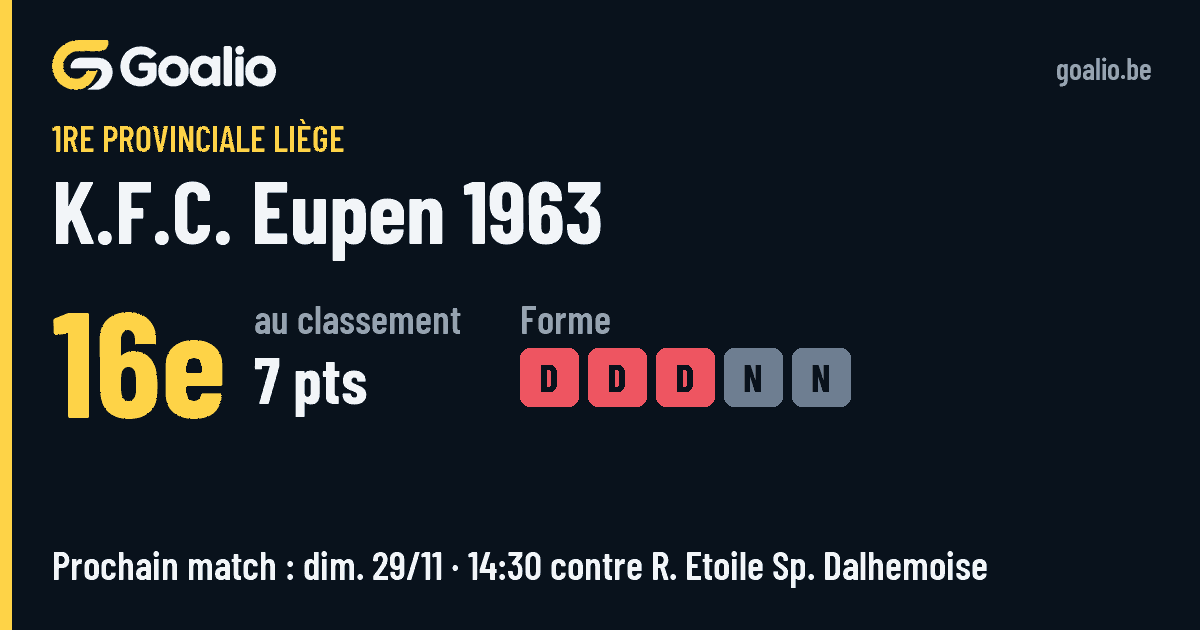 Goalio
goalio.be
1RE PROVINCIALE LIÈGE
K.F.C. Eupen 1963
16e
au classement
7 pts
Forme
D D D N N
Prochain match : dim. 29/11 · 14:30 contre R. Etoile Sp. Dalhemoise